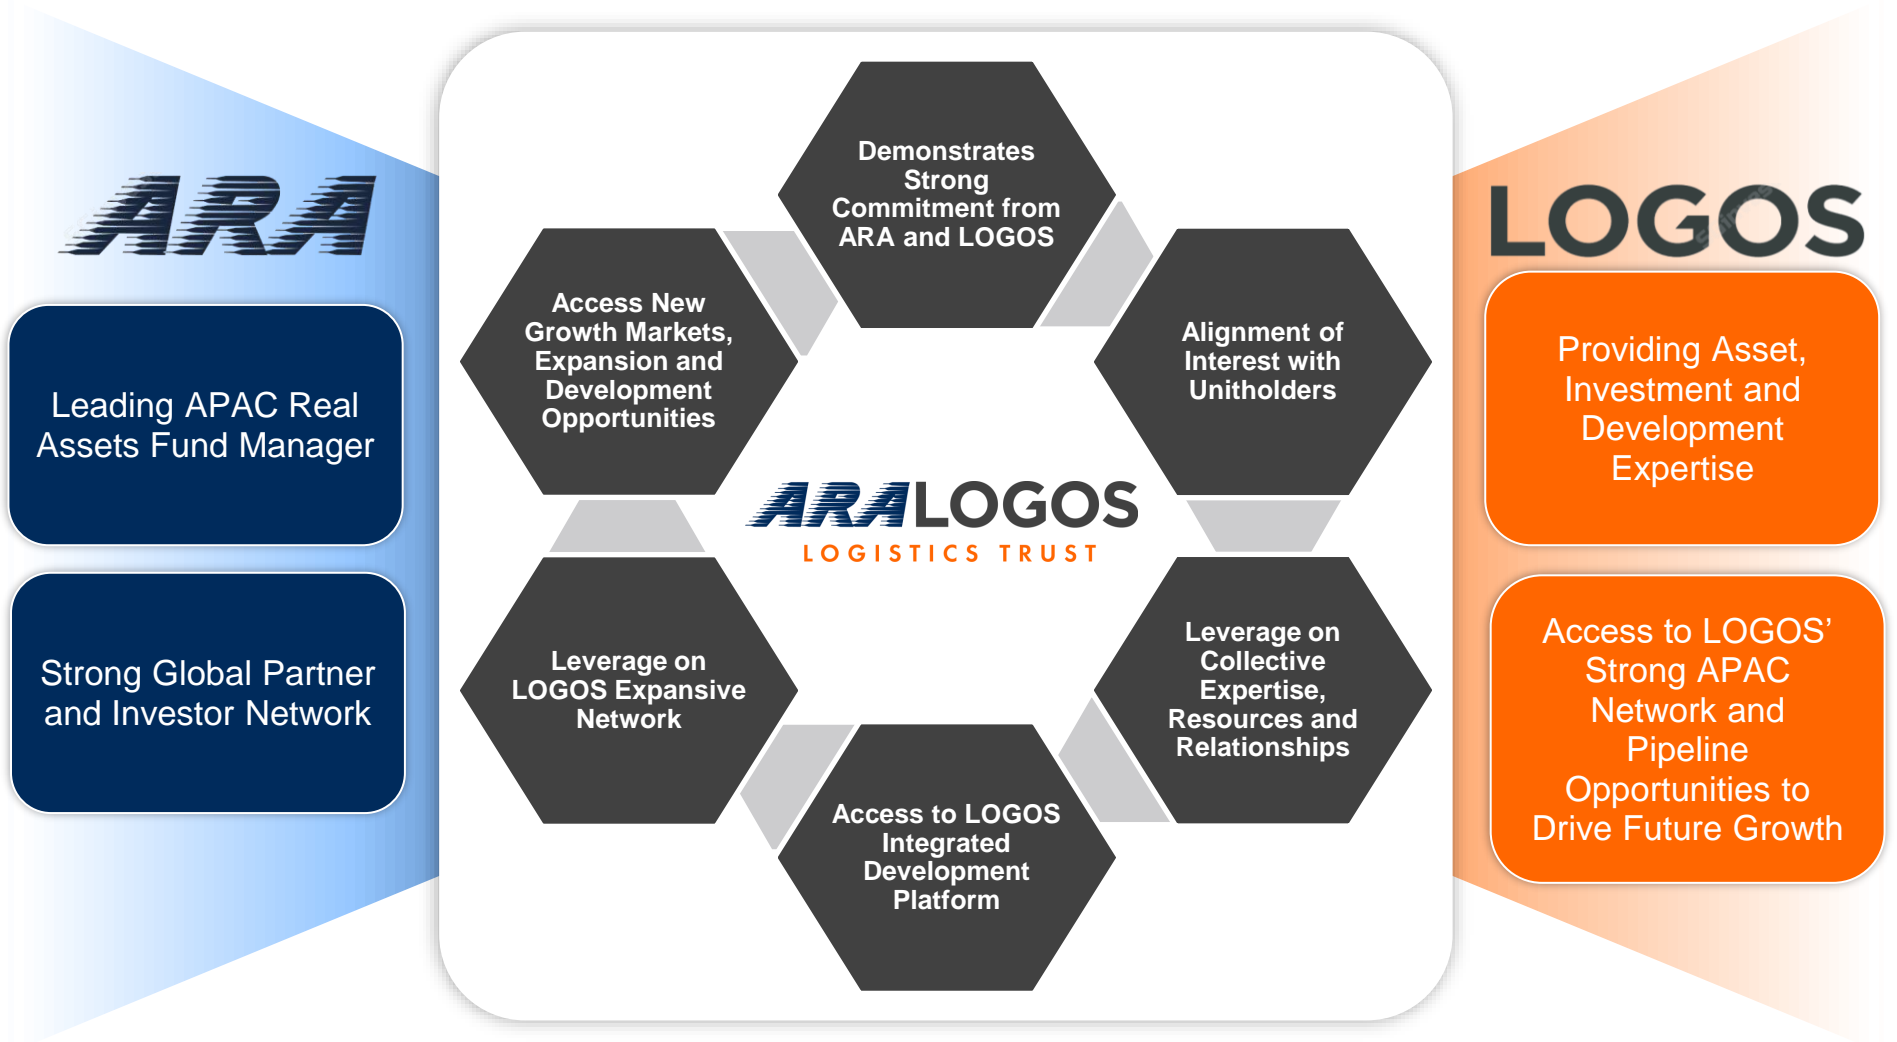 ARA
Leading APAC Real
Assets Fund Manager
Strong Global Partner
and Investor Network
Demonstrates
Strong
Commitment from
ARA and LOGOS
Access New
Growth Markets,
Expansion and
Development
Opportunities
Alignment of
Interest with
Unitholders
ARALOGOS
LOGISTICS TRUST
Leverage on
LOGOS Expansive
Network
Leverage on
Collective
Expertise,
Resources and
Relationships
Access to LOGOS
Integrated
Development
Platform
LOGOS
Providing Asset,
Investment and
Development
Expertise
Access to LOGOS’
Strong APAC
Network and
Pipeline
Opportunities to
Drive Future Growth